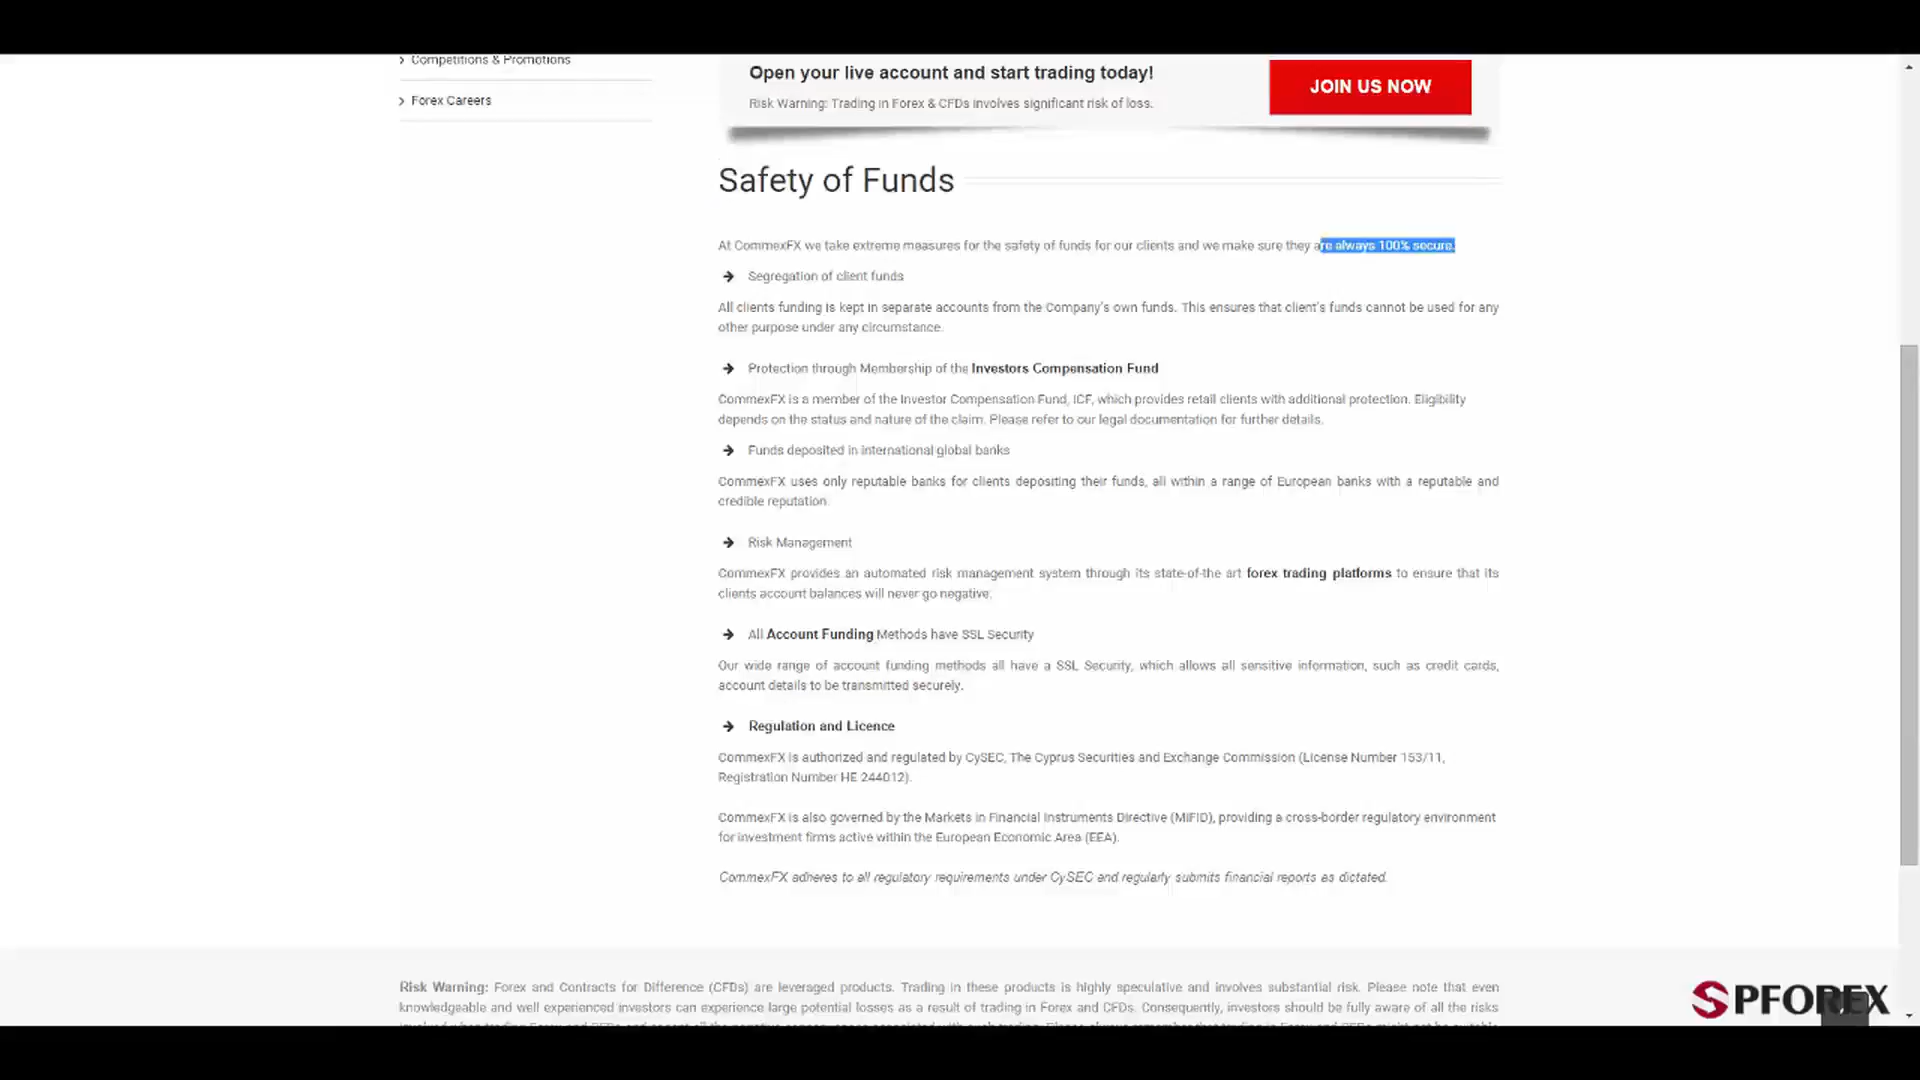 Competitions & Promotions
Forex Careers
Open your live account and start trading today!
Risk Warning: Trading in Forex & CFDs involves significant risk of loss.
JOIN US NOW
Safety of Funds
At CommexFX we take extreme measures for the safety of funds for our clients and we make sure they are always 100% secure.
Segregation of client funds
All clients funding is kept in separate accounts from the Company's own funds. This ensures that client's funds cannot be used for any
other purpose under any circumstance.
Protection through Membership of the Investors Compensation Fund
CommexFX is a member of the Investor Compensation Fund, ICF, which provides retail clients with additional protection. Eligibility
depends on the status and nature of the claim. Please refer to our legal documentation for further details.
Funds deposited in international global banks
CommexFX uses only reputable banks for clients depositing their funds, all within a range of European banks with a reputable and
credible reputation.
Risk Management
CommexFX provides an automated risk management system through its state-of-the art forex trading platforms to ensure that its
clients account balances will never go negative.
All Account Funding Methods have SSL Security
Our wide range of account funding methods all have a SSL Security, which allows all sensitive information, such as credit cards,
account details to be transmitted securely.
Regulation and Licence
CommexFX is authorized and regulated by CySEC, The Cyprus Securities and Exchange Commission (License Number 153/11,
Registration Number HE 244012).
CommexFX is also governed by the Markets in Financial Instruments Directive (MiFID), providing a cross-border regulatory environment
for investment firms active within the European Economic Area (EEA).
CommexFX adheres to all regulatory requirements under CySEC and regularly submits financial reports as dictated.
Risk Warning: Forex and Contracts for Difference (CFDs) are leveraged products. Trading in these products is highly speculative and involves substantial risk. Please note that even
knowledgeable and well experienced investors can experience large potential losses as a result of trading in Forex and CFDs. Consequently, investors should be fully aware of all the risks
SPFOREX